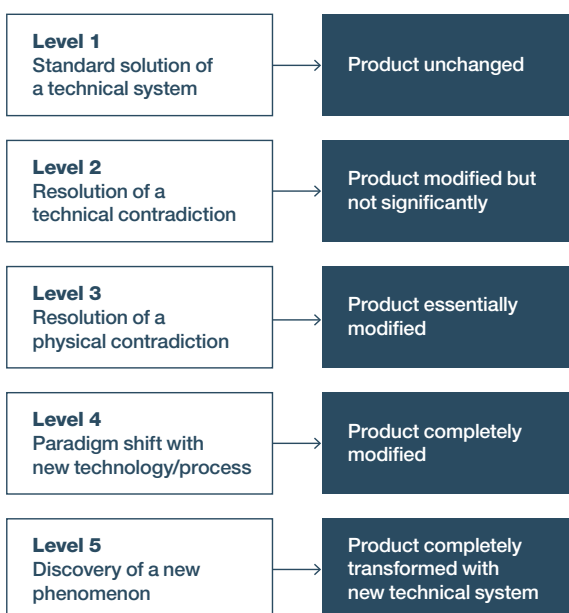 Level 1
Standard solution of
a technical system
Product unchanged
Level 2
Resolution of a
technical contradiction
Product modified but
not significantly
Level 3
Resolution of a
physical contradiction
Product essentially
modified
Level 4
Paradigm shift with
new technology/process
Product completely
modified
Level 5
Discovery of a new
phenomenon
Product completely
transformed with
new technical system